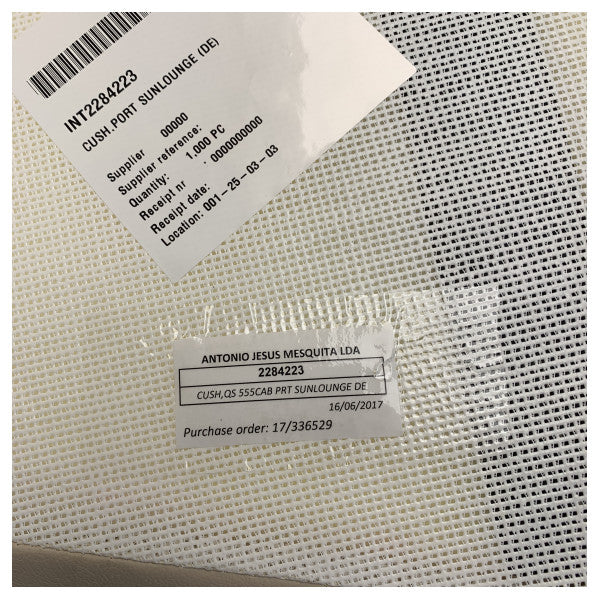 INT2284223
CUSH,PORT SUNLOUNGE (DE)
Supplier 00000
Supplier reference:
Quantity: 1,000 PC
Receipt nr
Receipt date: . 0000000000
Location: 001-25-03-03
ANTONIO JESUS MESQUITA LDA
2284223
CUSH,QS 555CAB PRT SUNLOUNGE DE
16/06/2017
Purchase order: 17/336529